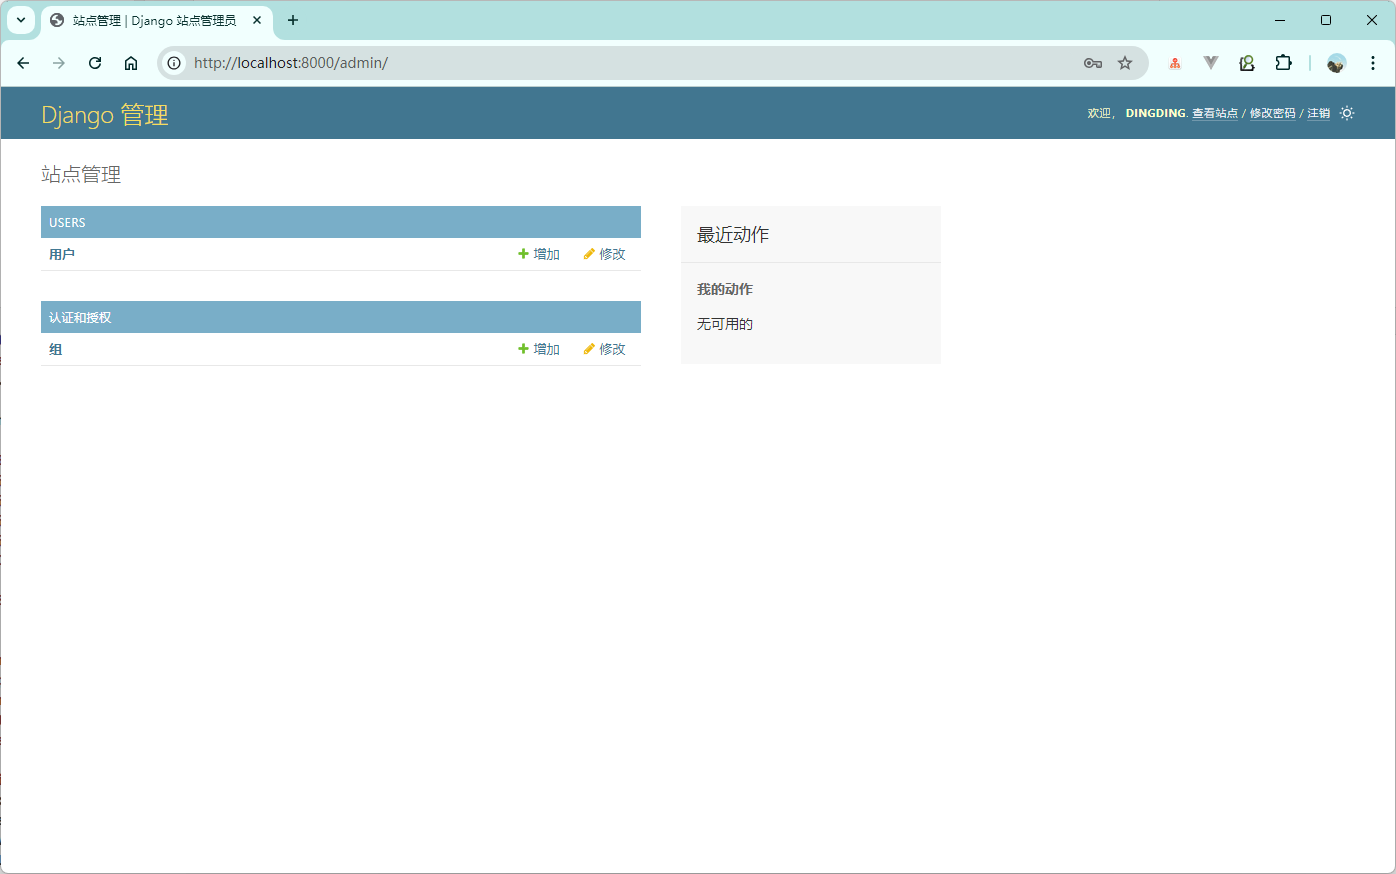 站点管理 | Django 站点管理员
http://localhost:8000/admin/
Django 管理
欢迎， DINGDING. 查看站点 / 修改密码 / 注销
站点管理
USERS
用户 增加 修改
认证和授权
组 增加 修改
最近动作
我的动作
无可用的